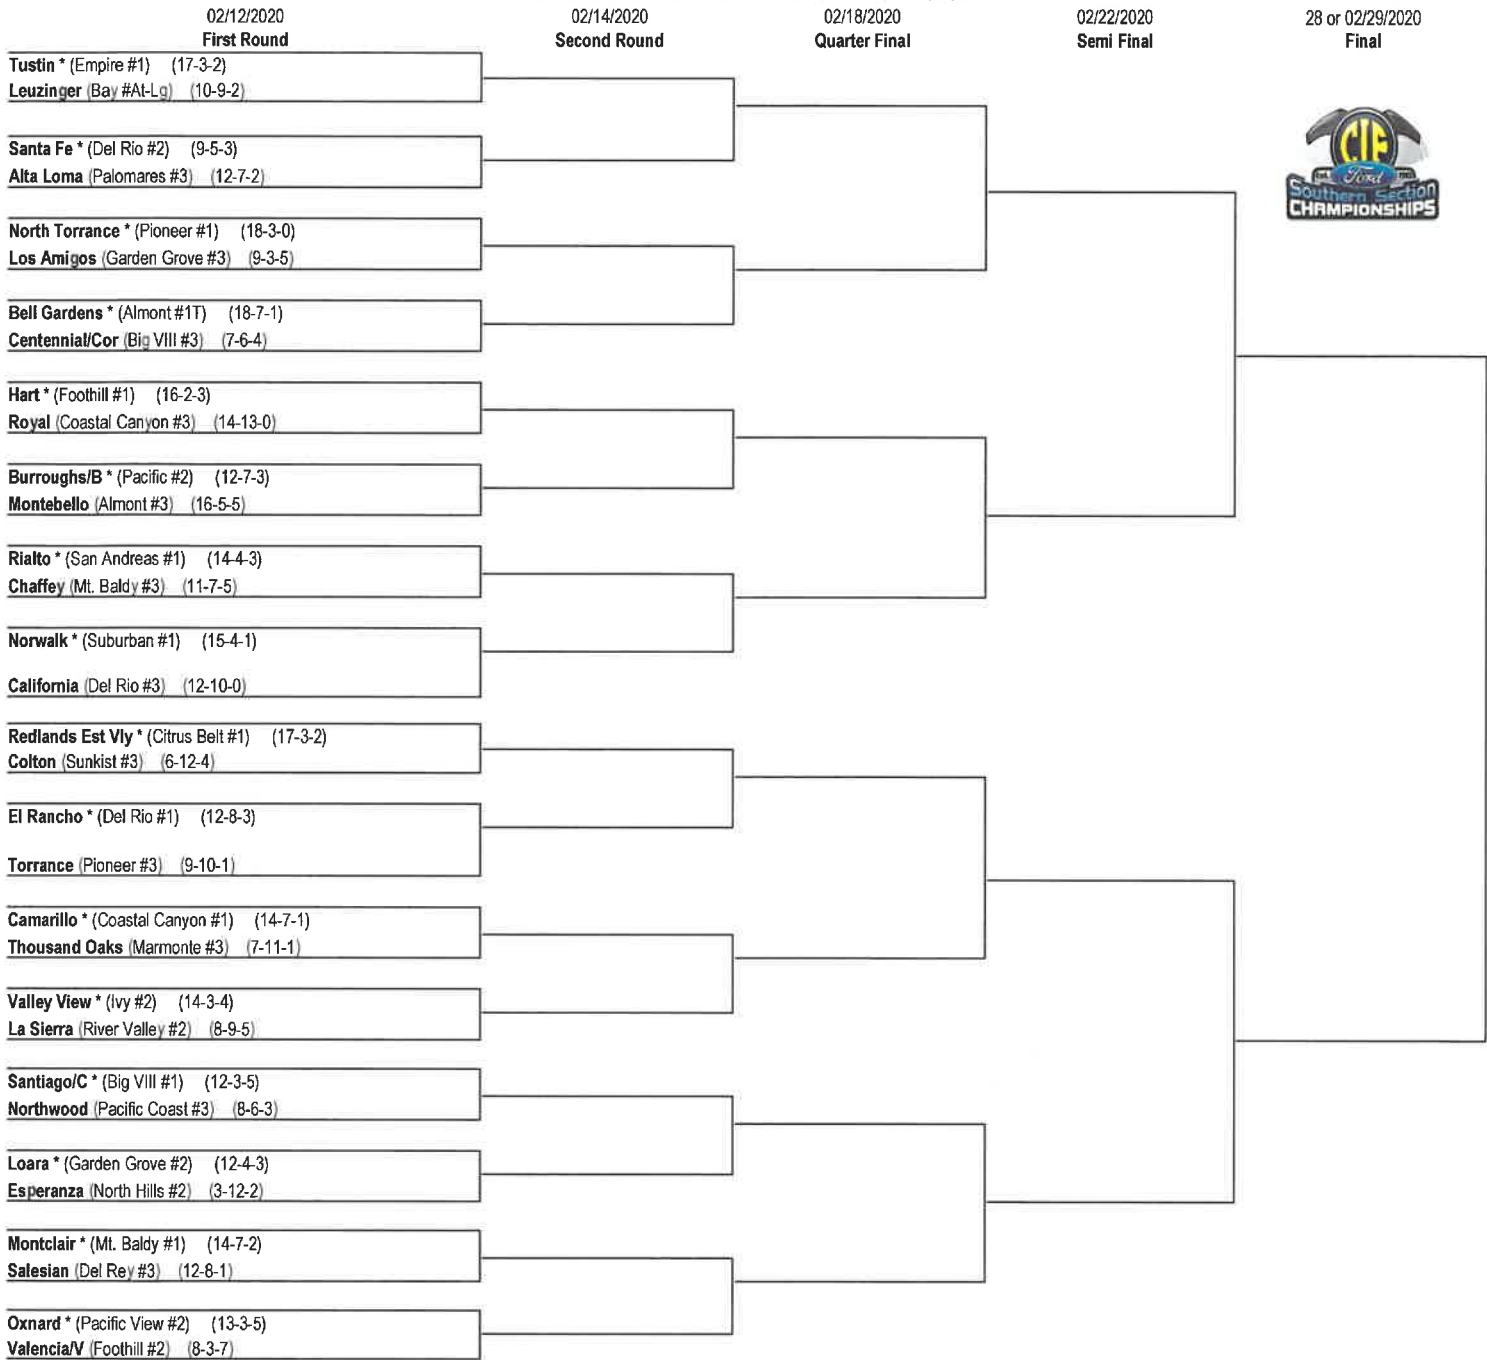 02/12/2020 02/14/2020 02/18/2020 02/22/2020 28 or 02/29/2020
First Round Second Round Quarter Final Semi Final Final
Tustin * (Empire #1) (17-3-2)
Leuzinger (Bay #At-Lg) (10-9-2)
Santa Fe * (Del Rio #2) (9-5-3)
Alta Loma (Palomares #3) (12-7-2)
CIF
Ford
Southern Section
CHAMPIONSHIPS
North Torrance * (Pioneer #1) (18-3-0)
Los Amigos (Garden Grove #3) (9-3-5)
Bell Gardens * (Almont #1T) (18-7-1)
Centennial/Cor (Big VIII #3) (7-6-4)
Hart * (Foothill #1) (16-2-3)
Royal (Coastal Canyon #3) (14-13-0)
Burroughs/B * (Pacific #2) (12-7-3)
Montebello (Almont #3) (16-5-5)
Rialto * (San Andreas #1) (14-4-3)
Chaffey (Mt. Baldy #3) (11-7-5)
Norwalk * (Suburban #1) (15-4-1)
California (Del Rio #3) (12-10-0)
Redlands Est Vly * (Citrus Belt #1) (17-3-2)
Colton (Sunkist #3) (6-12-4)
El Rancho * (Del Rio #1) (12-8-3)
Torrance (Pioneer #3) (9-10-1)
Camarillo * (Coastal Canyon #1) (14-7-1)
Thousand Oaks (Marmonte #3) (7-11-1)
Valley View * (Ivy #2) (14-3-4)
La Sierra (River Valley #2) (8-9-5)
Santiago/C * (Big VIII #1) (12-3-5)
Northwood (Pacific Coast #3) (8-6-3)
Loara * (Garden Grove #2) (12-4-3)
Esperanza (North Hills #2) (3-12-2)
Montclair * (Mt. Baldy #1) (14-7-2)
Salesian (Del Rey #3) (12-8-1)
Oxnard * (Pacific View #2) (13-3-5)
Valencia/V (Foothill #2) (8-3-7)